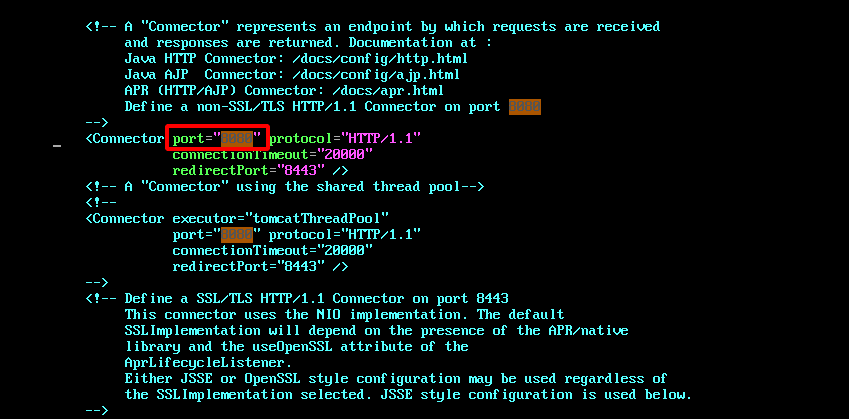 <!-- A "Connector" represents an endpoint by which requests are received
and responses are returned. Documentation at :
Java HTTP Connector: /docs/config/http.html
Java AJP  Connector: /docs/config/ajp.html
APR (HTTP/AJP) Connector: /docs/apr.html
Define a non-SSL/TLS HTTP/1.1 Connector on port 8080
-->
<Connector port="8080" protocol="HTTP/1.1"
connectionTimeout="20000"
redirectPort="8443" />
<!-- A "Connector" using the shared thread pool-->
<!--
<Connector executor="tomcatThreadPool"
port="8080" protocol="HTTP/1.1"
connectionTimeout="20000"
redirectPort="8443" />
-->
<!-- Define a SSL/TLS HTTP/1.1 Connector on port 8443
This connector uses the NIO implementation. The default
SSLImplementation will depend on the presence of the APR/native
library and the useOpenSSL attribute of the
AprLifecycleListener.
Either JSSE or OpenSSL style configuration may be used regardless of
the SSLImplementation selected. JSSE style configuration is used below.
-->